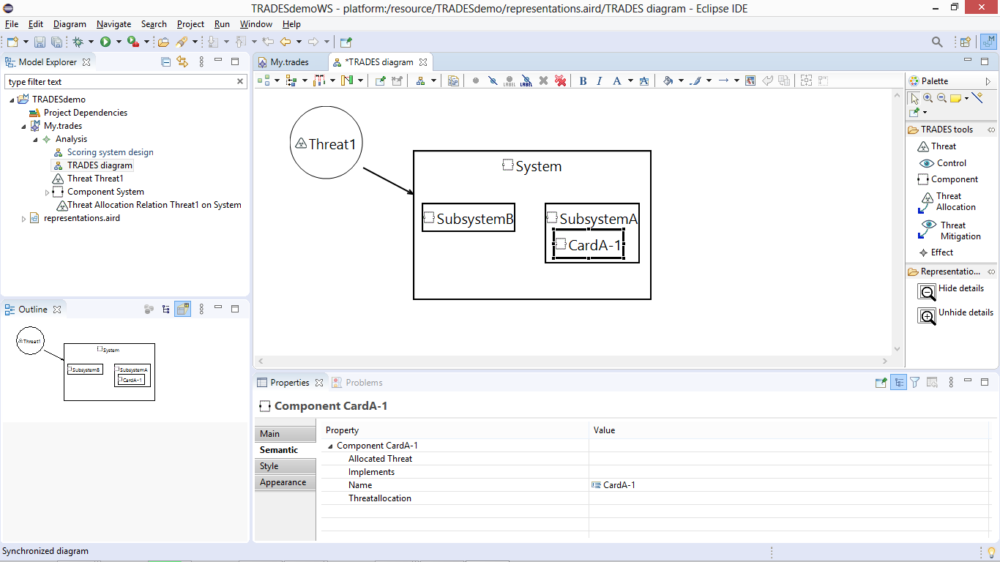 TRADESdemoWS - platform:/resource/TRADESdemo/representations.aird/TRADES diagram - Eclipse IDE
File Edit Diagram Navigate Search Project Run Window Help
Model Explorer
type filter text
TRADESdemo
Project Dependencies
My.trades
Analysis
Scoring system design
TRADES diagram
Threat Threat1
Component System
Threat Allocation Relation Threat1 on System
representations.aird
Outline
Threat1
System
SubsystemB
SubsystemA
CardA-1
My.trades
*TRADES diagram
LABEL LABEL
B I A A
Threat1
System
SubsystemB
SubsystemA
CardA-1
Palette
TRADES tools
Threat
Control
Component
Threat
Allocation
Threat
Mitigation
Effect
Representatio...
Hide details
Unhide details
Properties
Problems
Component CardA-1
Main
Semantic
Style
Appearance
Property Value
Component CardA-1
Allocated Threat
Implements
Name CardA-1
Threatallocation
Synchronized diagram